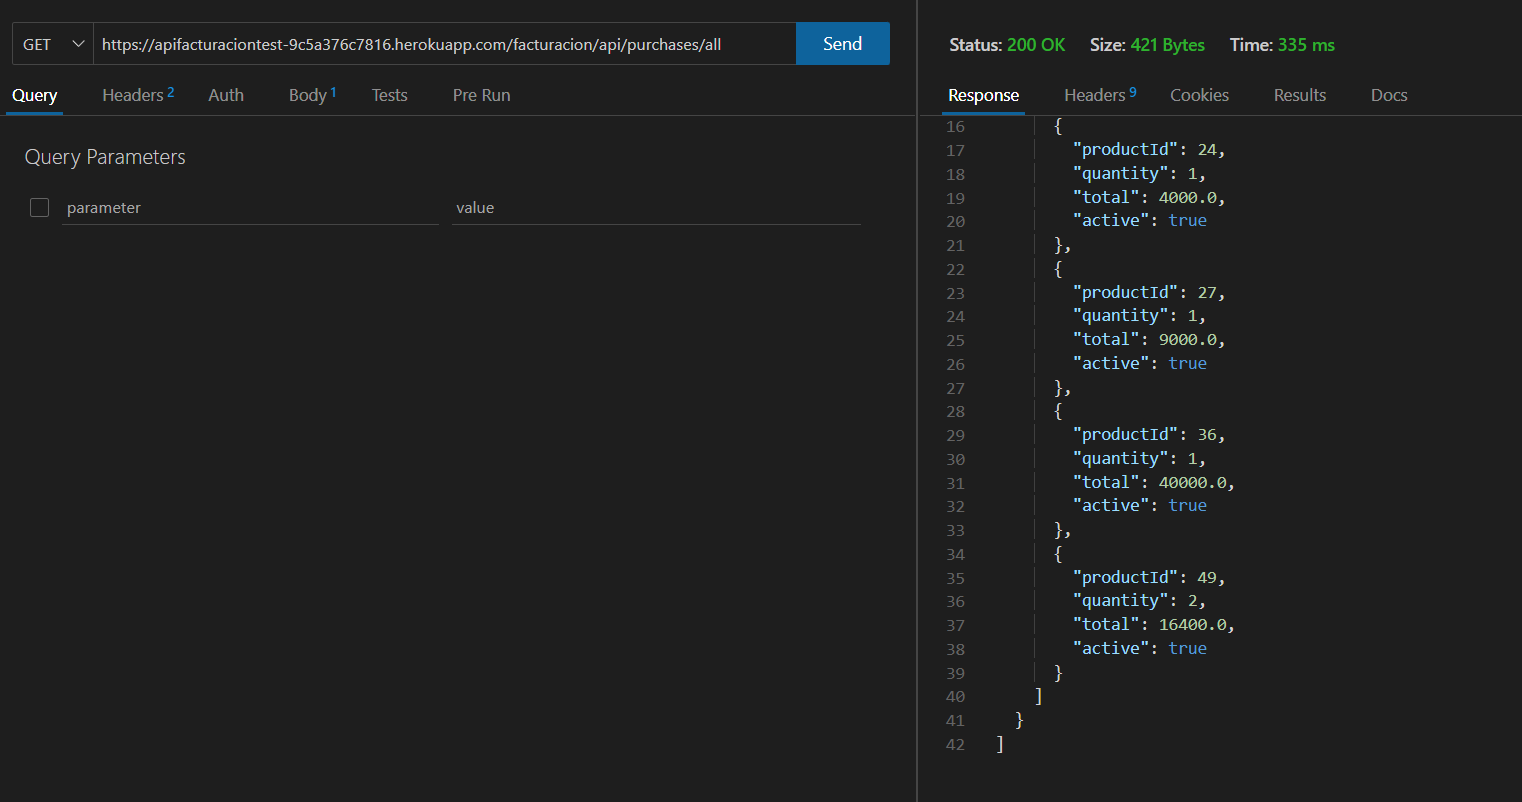 GET https://apifacturaciontest-9c5a376c7816.herokuapp.com/facturacion/api/purchases/all Send
Query Headers 2 Auth Body 1 Tests Pre Run
Query Parameters
parameter value
Status: 200 OK Size: 421 Bytes Time: 335 ms
Response Headers 9 Cookies Results Docs
16 {
17 "productId": 24,
18 "quantity": 1,
19 "total": 4000.0,
20 "active": true
21 },
22 {
23 "productId": 27,
24 "quantity": 1,
25 "total": 9000.0,
26 "active": true
27 },
28 {
29 "productId": 36,
30 "quantity": 1,
31 "total": 40000.0,
32 "active": true
33 },
34 {
35 "productId": 49,
36 "quantity": 2,
37 "total": 16400.0,
38 "active": true
39 }
40 ]
41 }
42 ]